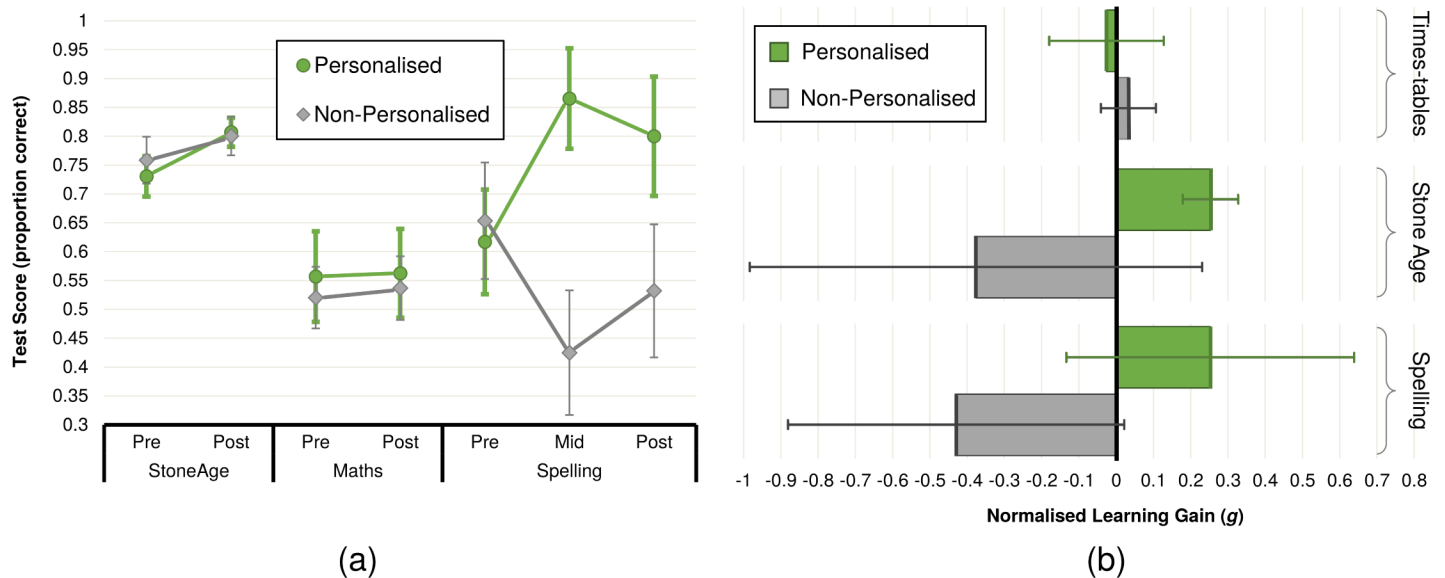 Test Score (proportion correct)
1
0.95
0.9
0.85
0.8
0.75
0.7
0.65
0.6
0.55
0.5
0.45
0.4
0.35
0.3
Personalised
Non-Personalised
Pre Post Pre Post Pre Mid Post
StoneAge Maths Spelling
(a)
Personalised
Non-Personalised
Times-tables
Stone Age
Spelling
-1 -0.9 -0.8 -0.7 -0.6 -0.5 -0.4 -0.3 -0.2 -0.1 0 0.1 0.2 0.3 0.4 0.5 0.6 0.7 0.8
Normalised Learning Gain (g)
(b)